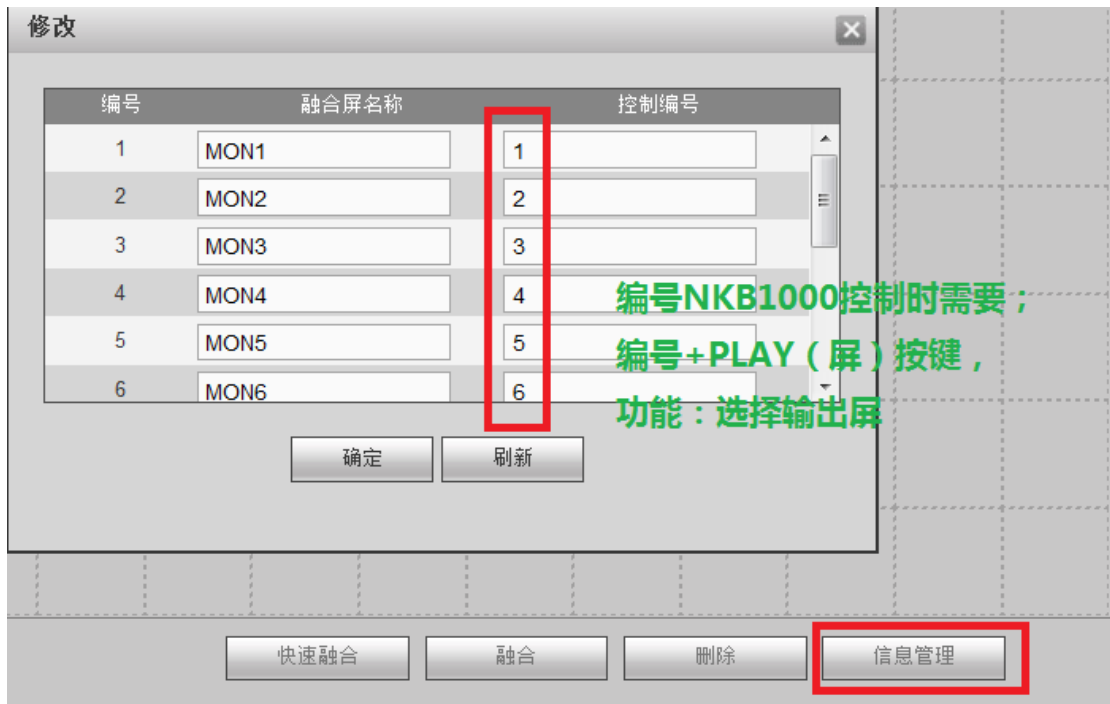 修改
编号 融合屏名称 控制编号
1 MON1 1
2 MON2 2
3 MON3 3
4 MON4 4
5 MON5 5
6 MON6 6
编号NKB1000控制时需要；
编号+PLAY（屏）按键，
功能：选择输出屏
确定 刷新
快速融合 融合 删除 信息管理